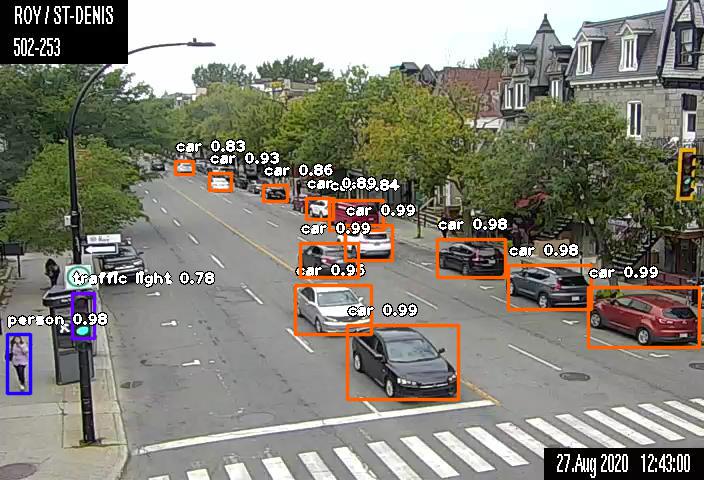 ROY / ST-DENIS
502-253
car 0.83
car 0.93
car 0.86
car 0.89
.84
car 0.99
car 0.99
car 0.98
car 0.98
car 0.99
car 0.95
car 0.99
traffic light 0.78
person 0.98
27.Aug 2020 12:43:00